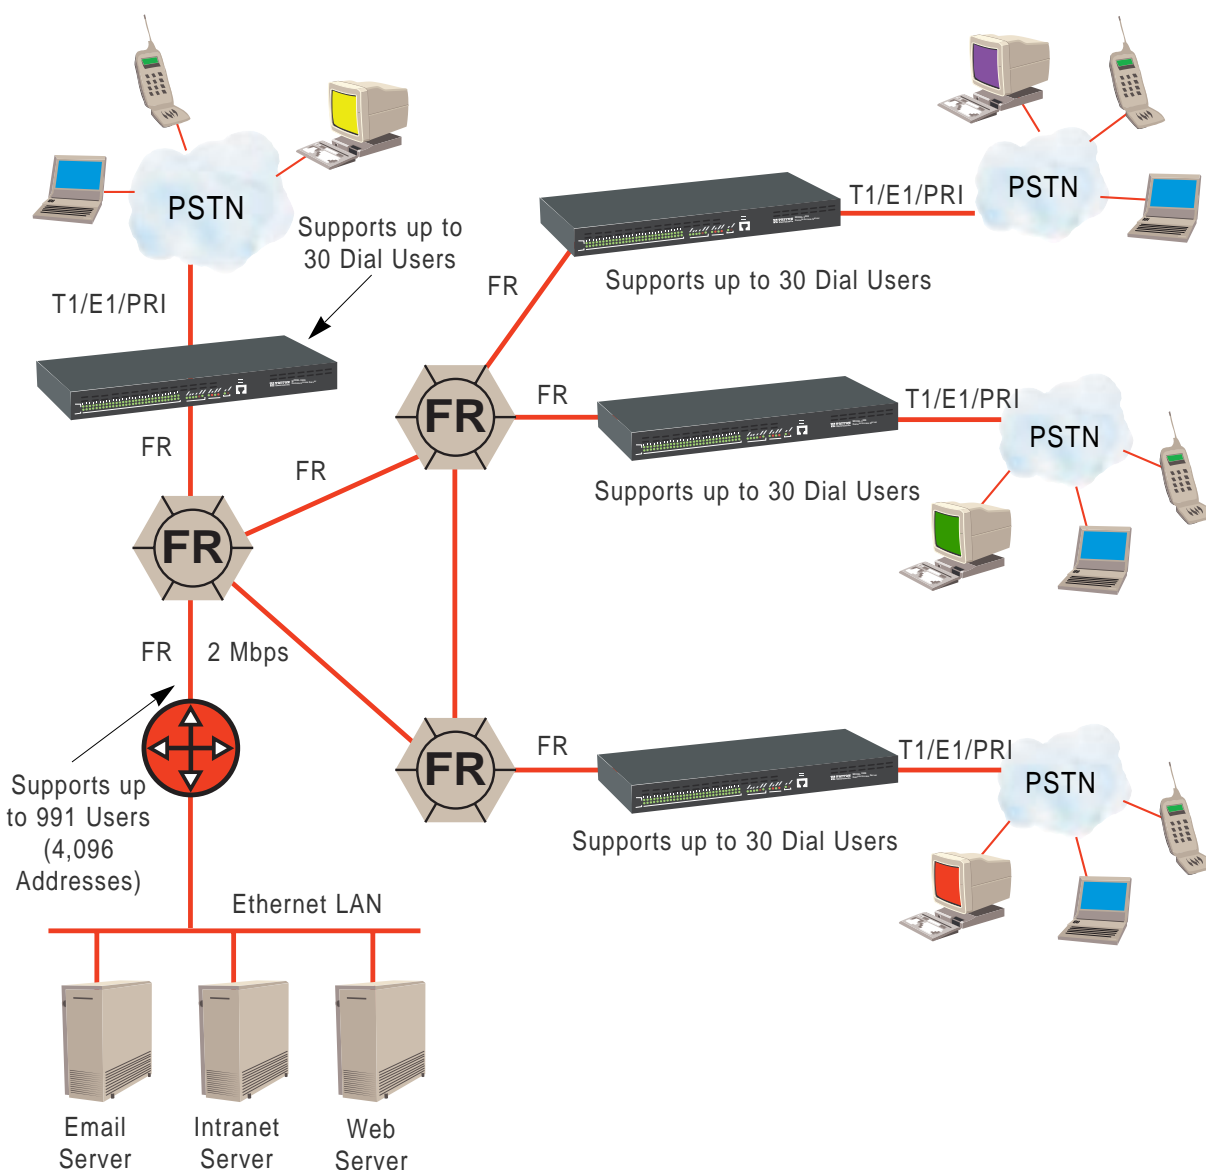 PSTN
PSTN
T1/E1/PRI
Supports up to
30 Dial Users
Supports up to 30 Dial Users
FR
T1/E1/PRI
FR
T1/E1/PRI
FR
PSTN
FR
FR
FR
Supports up to 30 Dial Users
FR
FR
2 Mbps
FR
T1/E1/PRI
FR
PSTN
Supports up
to 991 Users
(4,096
Addresses)
Supports up to 30 Dial Users
Ethernet LAN
Email
Server
Intranet
Server
Web
Server